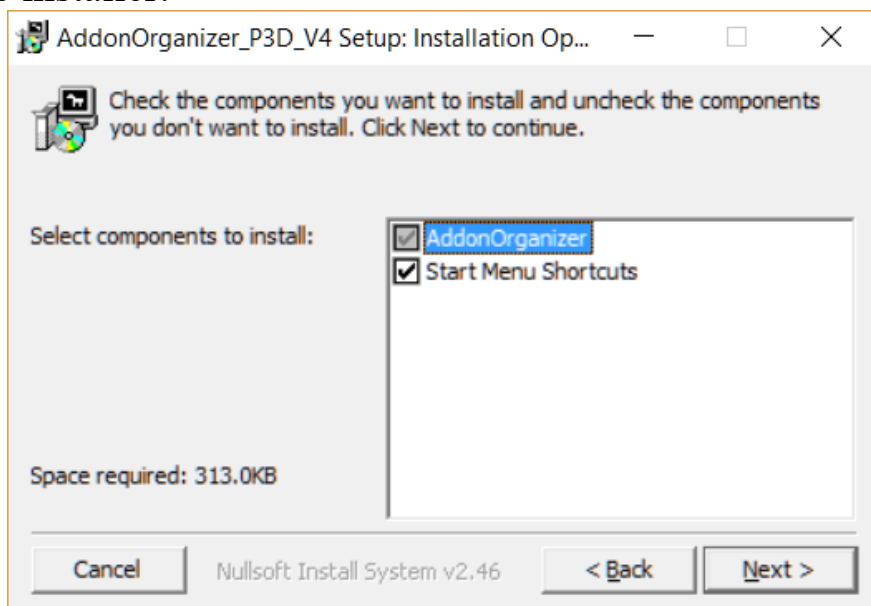 AddonOrganizer_P3D_V4 Setup: Installation Op...
Check the components you want to install and uncheck the components
you don't want to install. Click Next to continue.
Select components to install:
AddonOrganizer
Start Menu Shortcuts
Space required: 313.0KB
Cancel
Nullsoft Install System v2.46
< Back
Next >